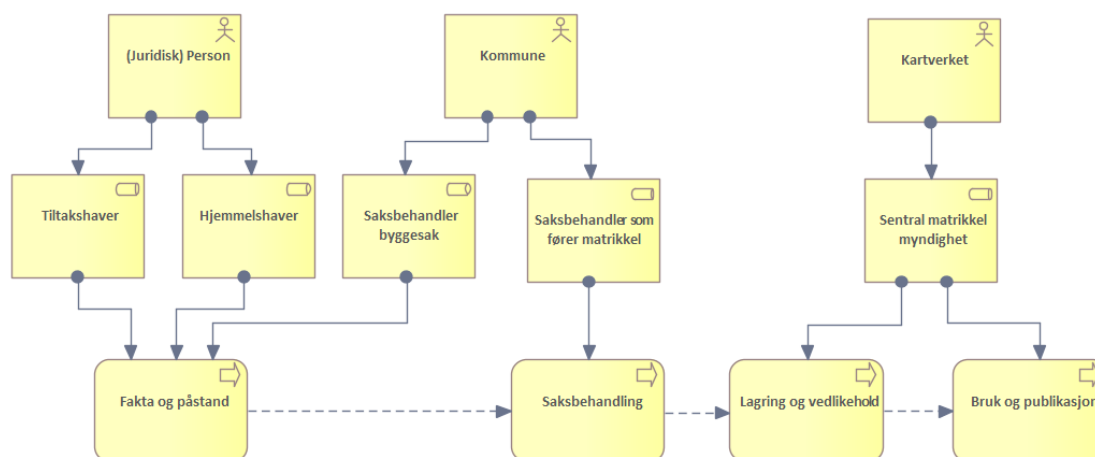 (Juridisk) Person
Kommune
Kartverket
Tiltakshaver
Hjemmelshaver
Saksbehandler
byggesak
Saksbehandler som
fører matrikkel
Sentral matrikkel
myndighet
Fakta og påstand
Saksbehandling
Lagring og vedlikehold
Bruk og publikasjon